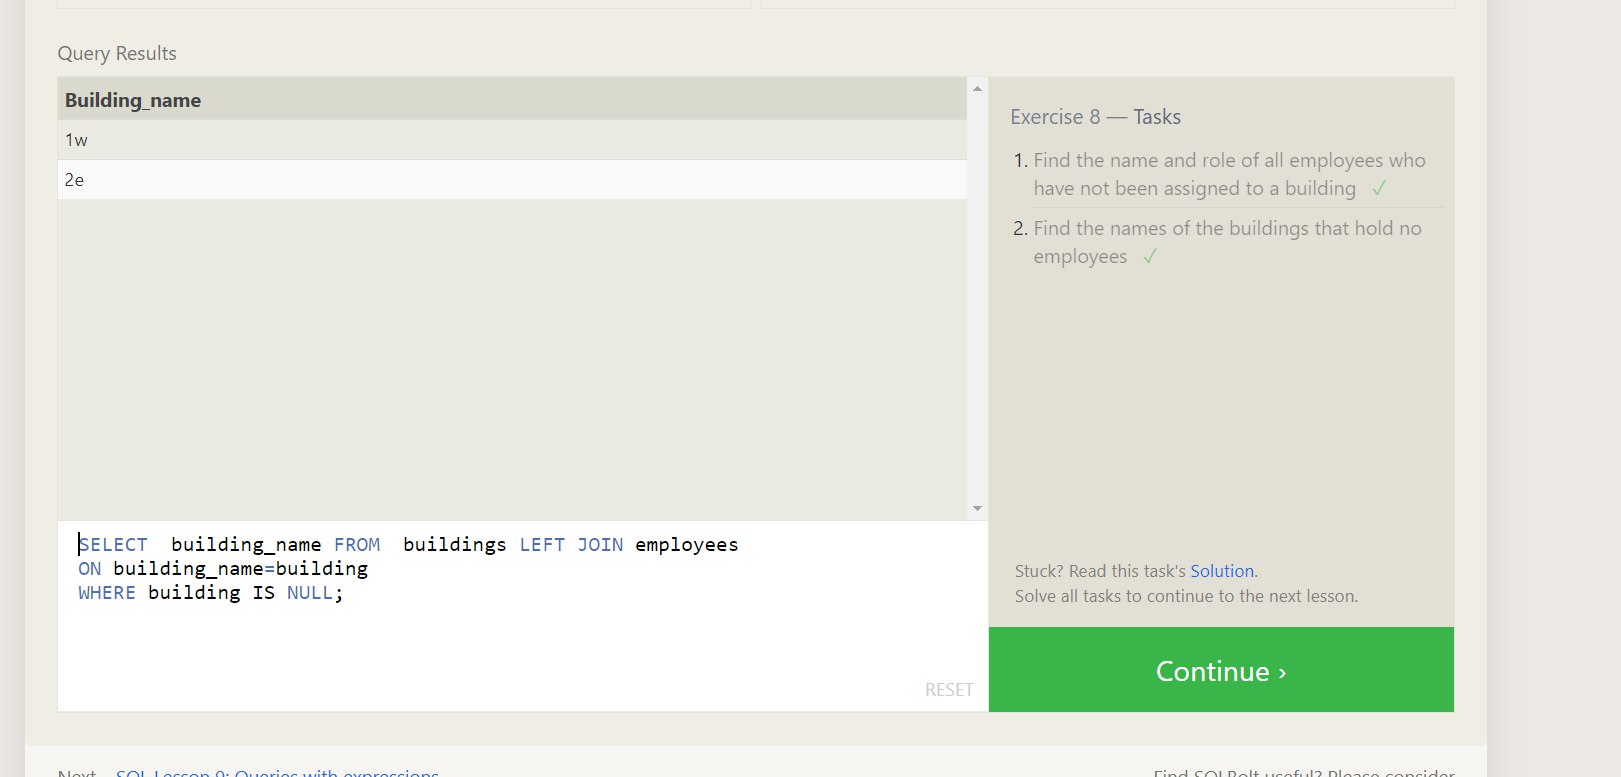 Query Results
Building_name
1w
2e
Exercise 8 — Tasks
1. Find the name and role of all employees who
have not been assigned to a building ✓
2. Find the names of the buildings that hold no
employees ✓
SELECT  building_name FROM  buildings LEFT JOIN employees
ON building_name=building
WHERE building IS NULL;
RESET
Stuck? Read this task's Solution.
Solve all tasks to continue to the next lesson.
Continue ›
Next – SQL Lesson 9: Queries with expressions
Find SQLBolt useful? Please consider